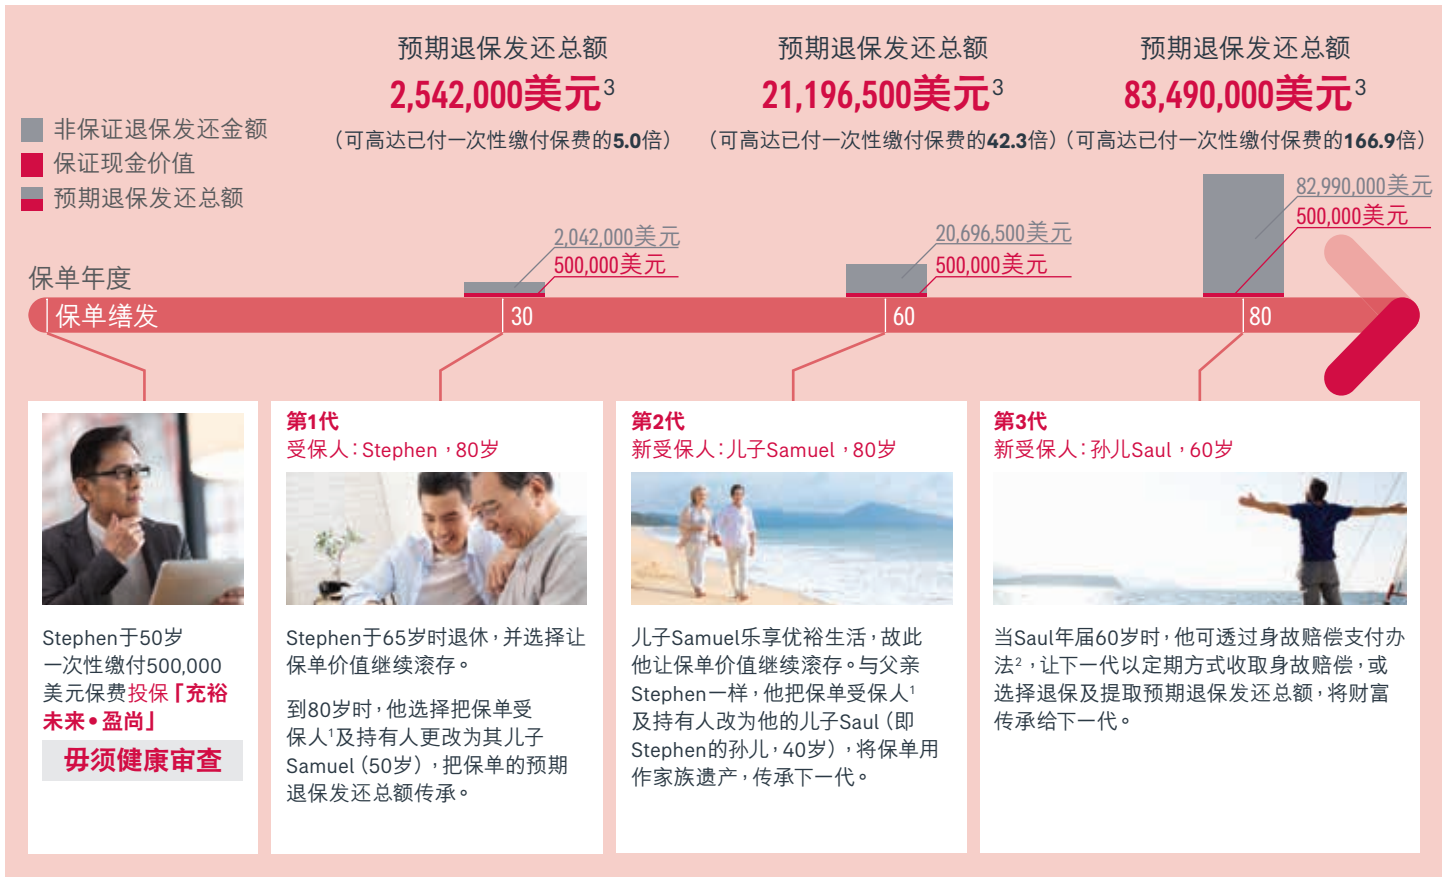 预期退保发还总额
2,542,000美元3
（可高达已付一次性缴付保费的5.0倍）
预期退保发还总额
21,196,500美元3
（可高达已付一次性缴付保费的42.3倍）
预期退保发还总额
83,490,000美元3
（可高达已付一次性缴付保费的166.9倍）
非保证退保发还金额
保证现金价值
预期退保发还总额
2,042,000美元
500,000美元
20,696,500美元
500,000美元
82,990,000美元
500,000美元
保单年度
保单缮发
30
60
80
Stephen于50岁
一次性缴付500,000
美元保费投保「充裕
未来•盈尚」
毋须健康审查
第1代
受保人：Stephen，80岁
Stephen于65岁时退休，并选择让
保单价值继续滚存。
到80岁时，他选择把保单受
保人1及持有人更改为其儿子
Samuel（50岁），把保单的预期
退保发还总额传承。
第2代
新受保人：儿子Samuel，80岁
儿子Samuel乐享优裕生活，故此
他让保单价值继续滚存。与父亲
Stephen一样，他把保单受保人1
及持有人改为他的儿子Saul（即
Stephen的孙儿，40岁），将保单用
作家族遗产，传承下一代。
第3代
新受保人：孙儿Saul，60岁
当Saul年届60岁时，他可透过身故赔偿支付办
法2，让下一代以定期方式收取身故赔偿，或
选择退保及提取预期退保发还总额，将财富
传承给下一代。